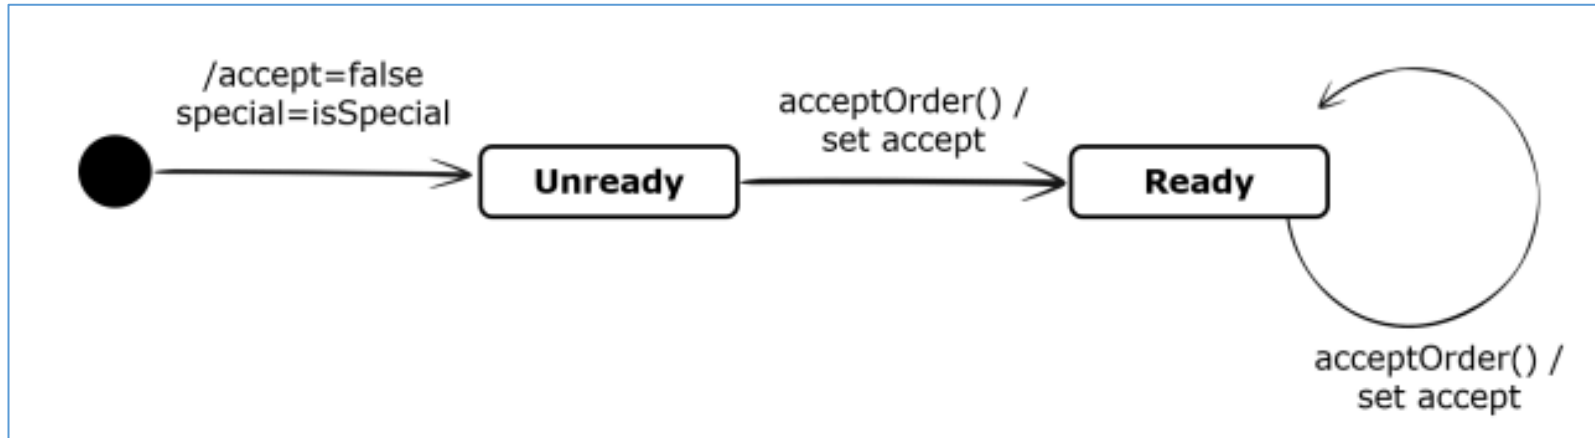 /accept=false
special=isSpecial
Unready
acceptOrder() /
set accept
Ready
acceptOrder() /
set accept